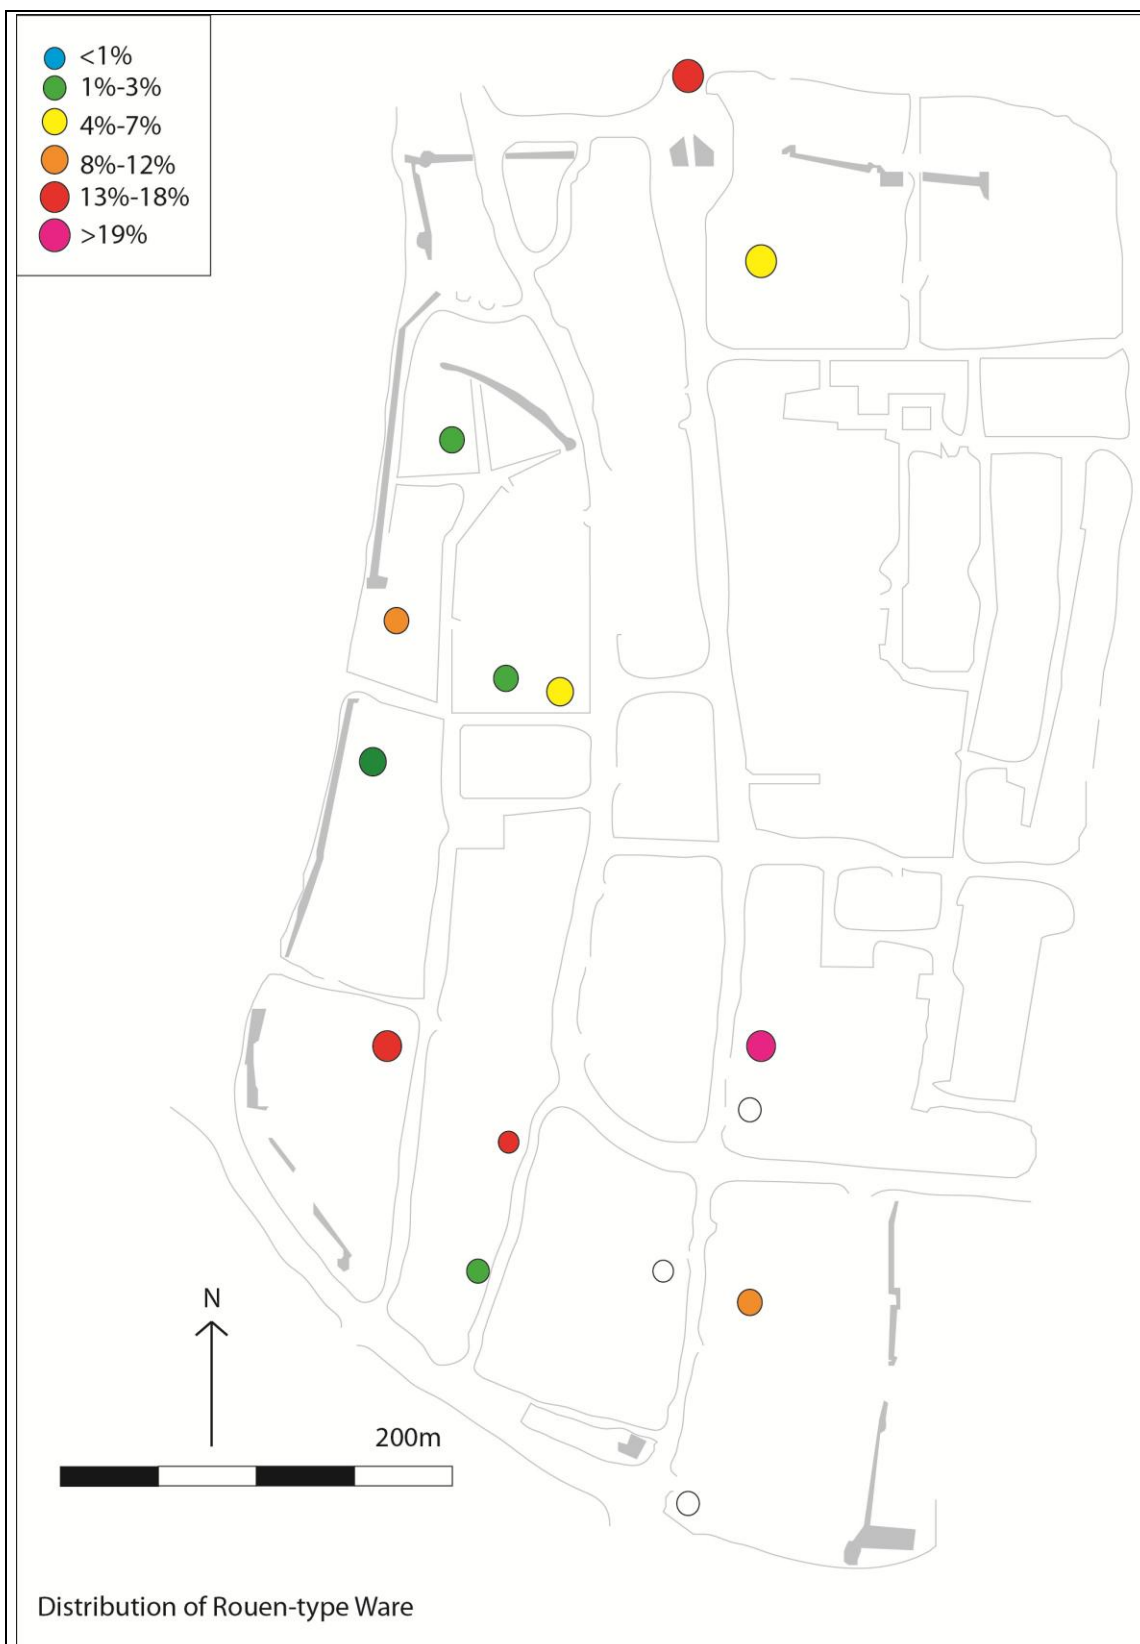 <1%
1%-3%
4%-7%
8%-12%
13%-18%
>19%
N
200m
Distribution of Rouen-type Ware